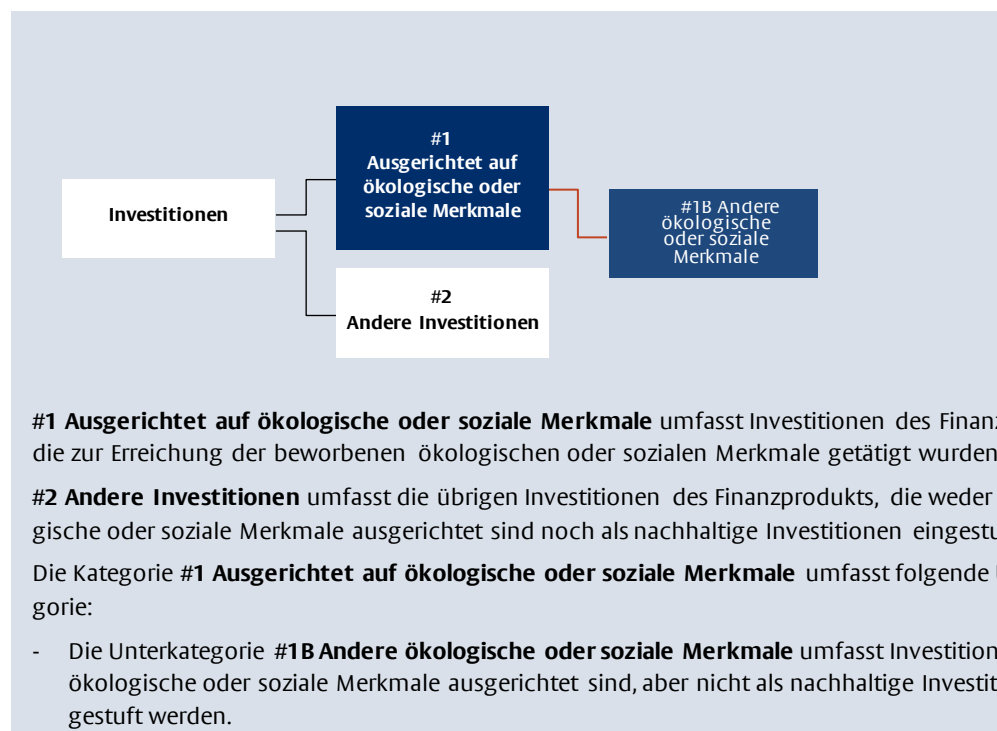 #1
Ausgerichtet auf
ökologische oder
soziale Merkmale
Investitionen
#1B Andere
ökologische
oder soziale
Merkmale
#2
Andere Investitionen
#1 Ausgerichtet auf ökologische oder soziale Merkmale umfasst Investitionen des
die zur Erreichung der beworbenen ökologischen oder sozialen Merkmale getätigt wurden
#2 Andere Investitionen umfasst die übrigen Investitionen des Finanzprodukts, die weder
gische oder soziale Merkmale ausgerichtet sind noch als nachhaltige Investitionen
Die Kategorie #1 Ausgerichtet auf ökologische oder soziale Merkmale umfasst folgende
gorie:
- Die Unterkategorie #1B Andere ökologische oder soziale Merkmale umfasst
ökologische oder soziale Merkmale ausgerichtet sind, aber nicht als nachhaltige
gestuft werden.